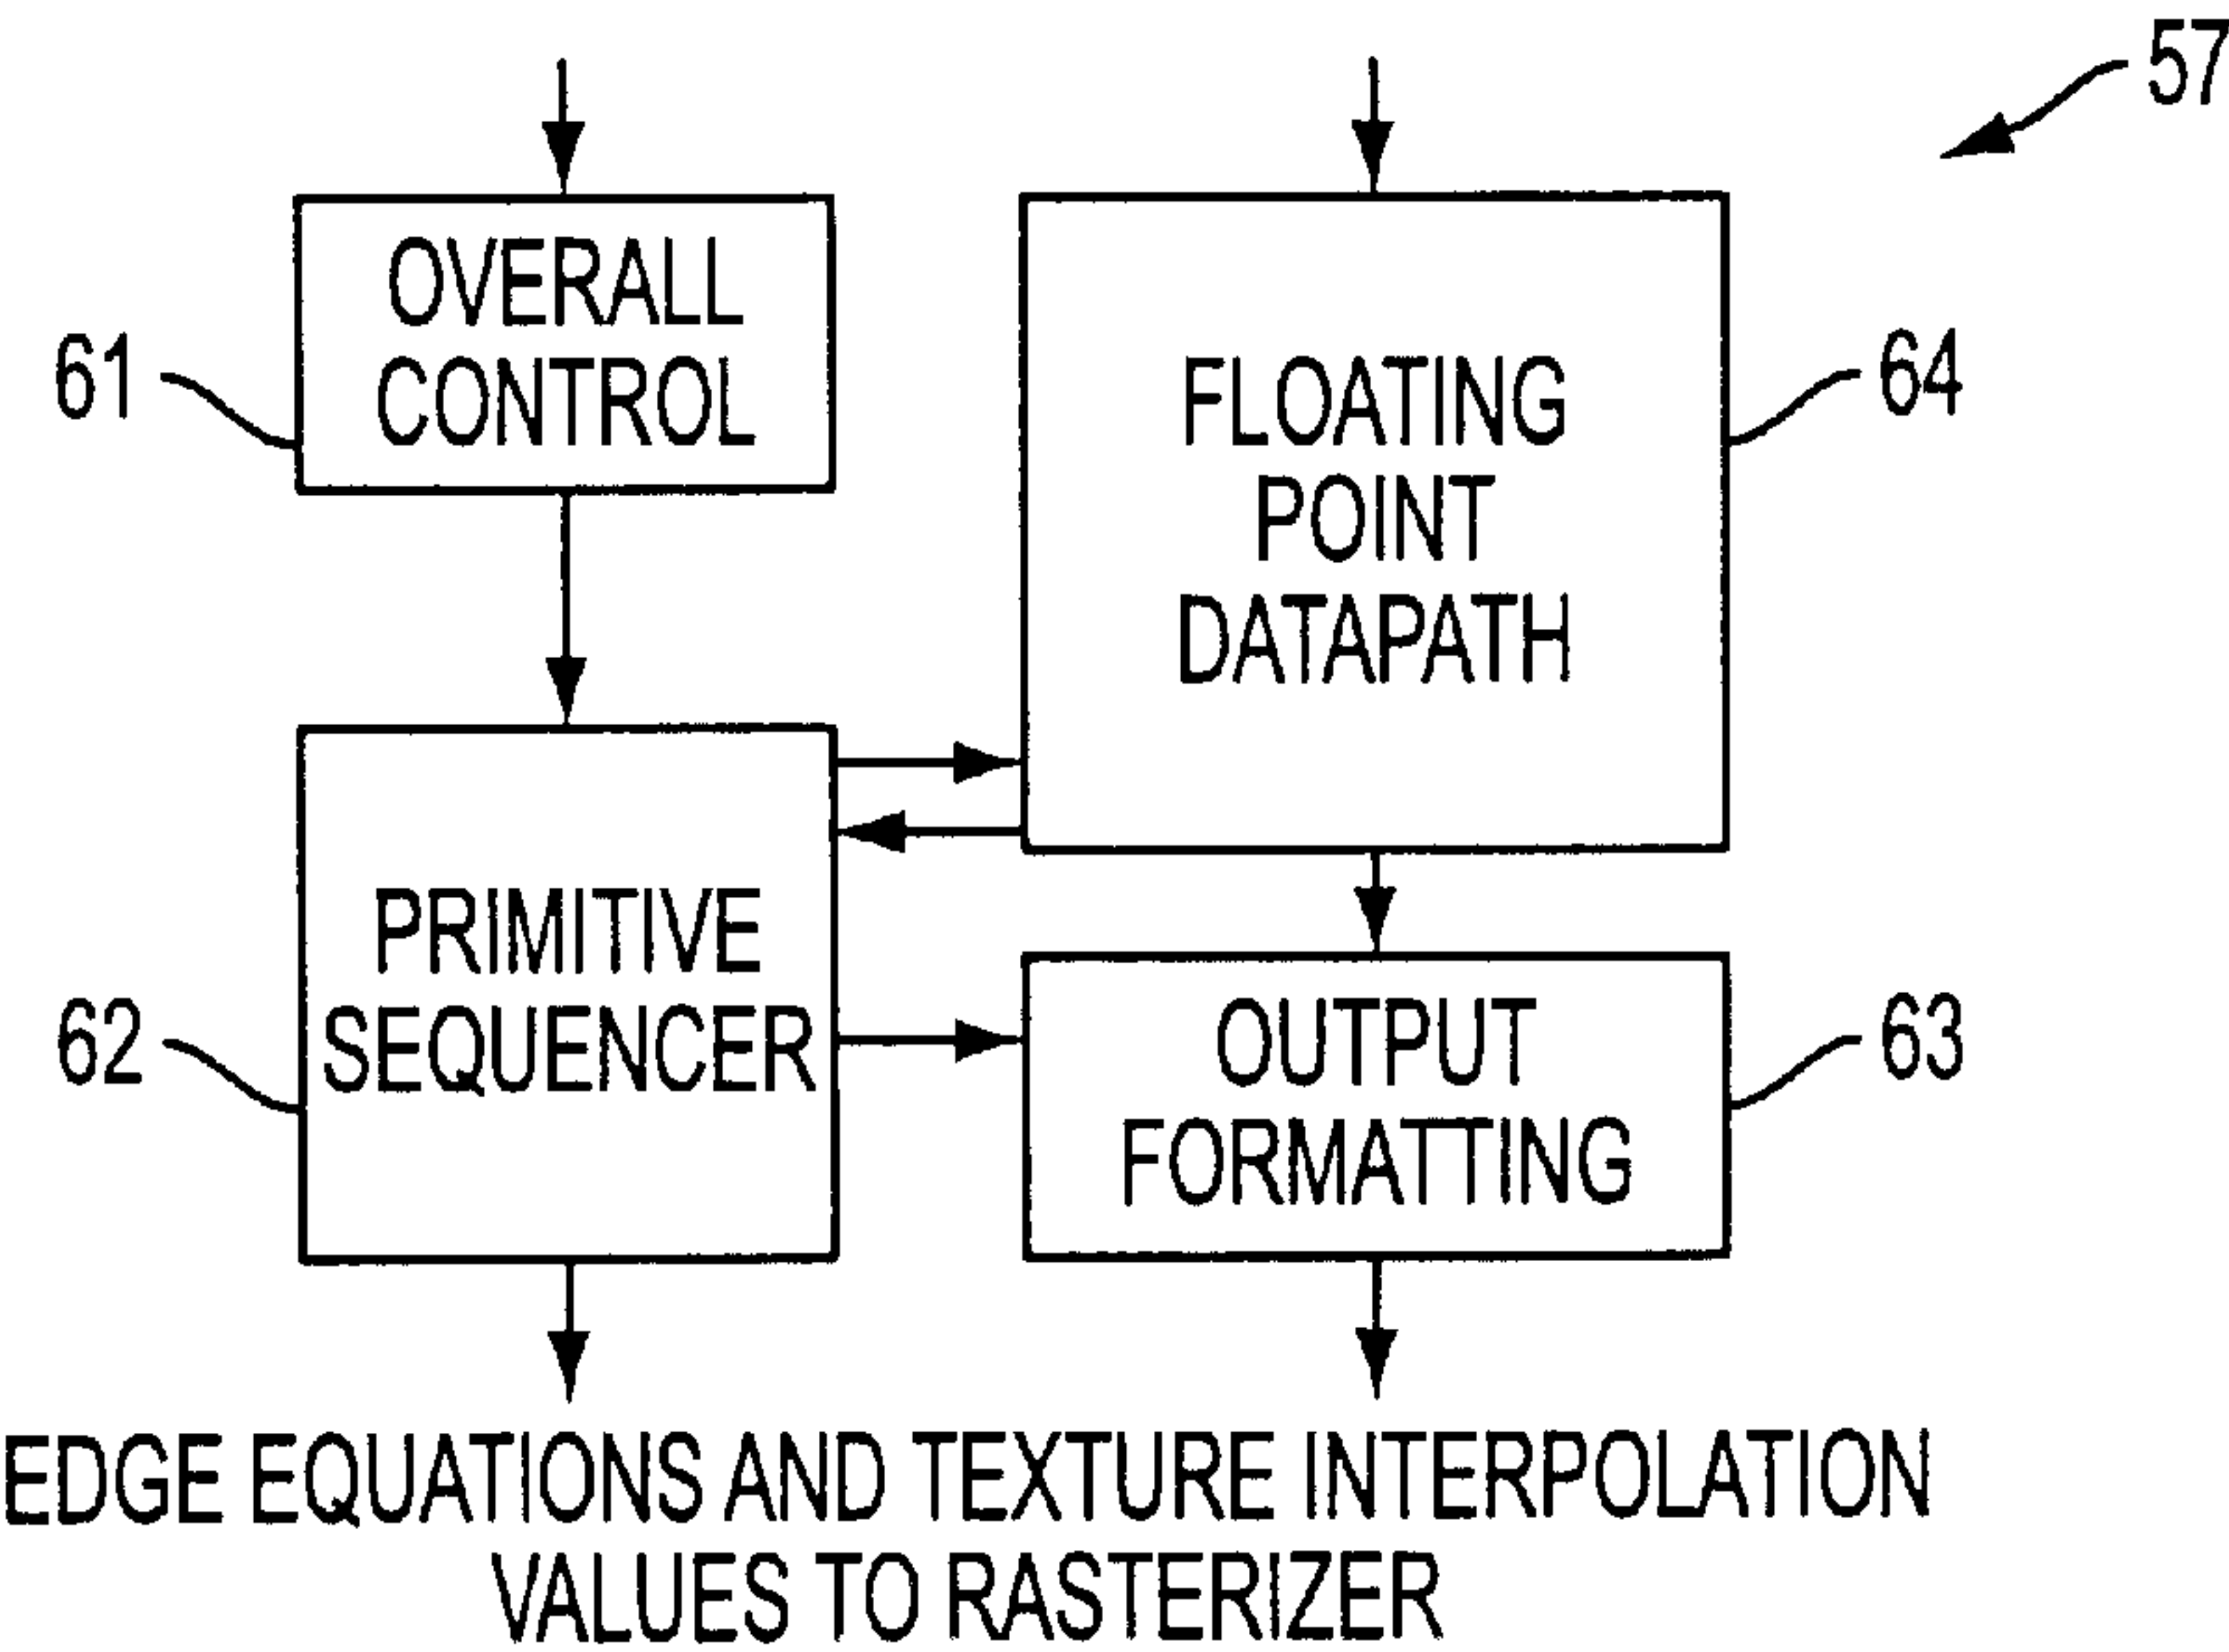 57
OVERALL
CONTROL
61
FLOATING
POINT
DATAPATH
64
PRIMITIVE
SEQUENCER
62
OUTPUT
FORMATTING
63
EDGE EQUATIONS AND TEXTURE INTERPOLATION
VALUES TO RASTERIZER